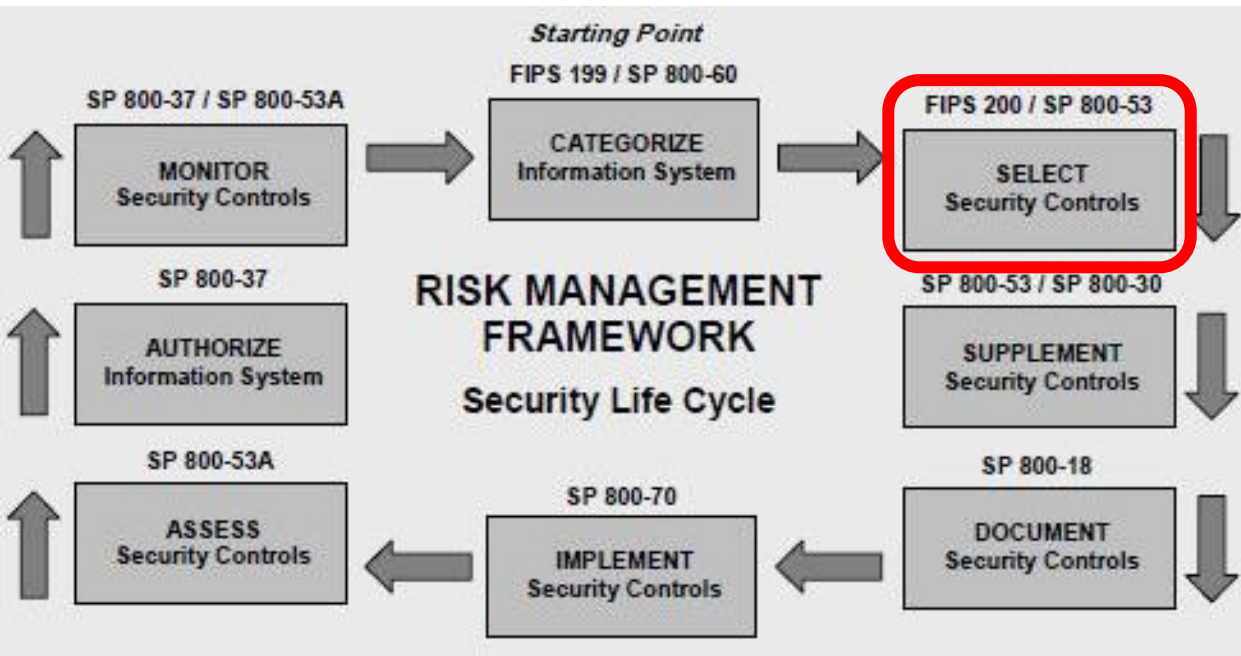 Starting Point
FIPS 199 / SP 800-60
CATEGORIZE
Information System
FIPS 200 / SP 800-53
SELECT
Security Controls
SP 800-53 / SP 800-30
SUPPLEMENT
Security Controls
SP 800-18
DOCUMENT
Security Controls
SP 800-70
IMPLEMENT
Security Controls
SP 800-53A
ASSESS
Security Controls
SP 800-37
AUTHORIZE
Information System
SP 800-37 / SP 800-53A
MONITOR
Security Controls
RISK MANAGEMENT
FRAMEWORK
Security Life Cycle